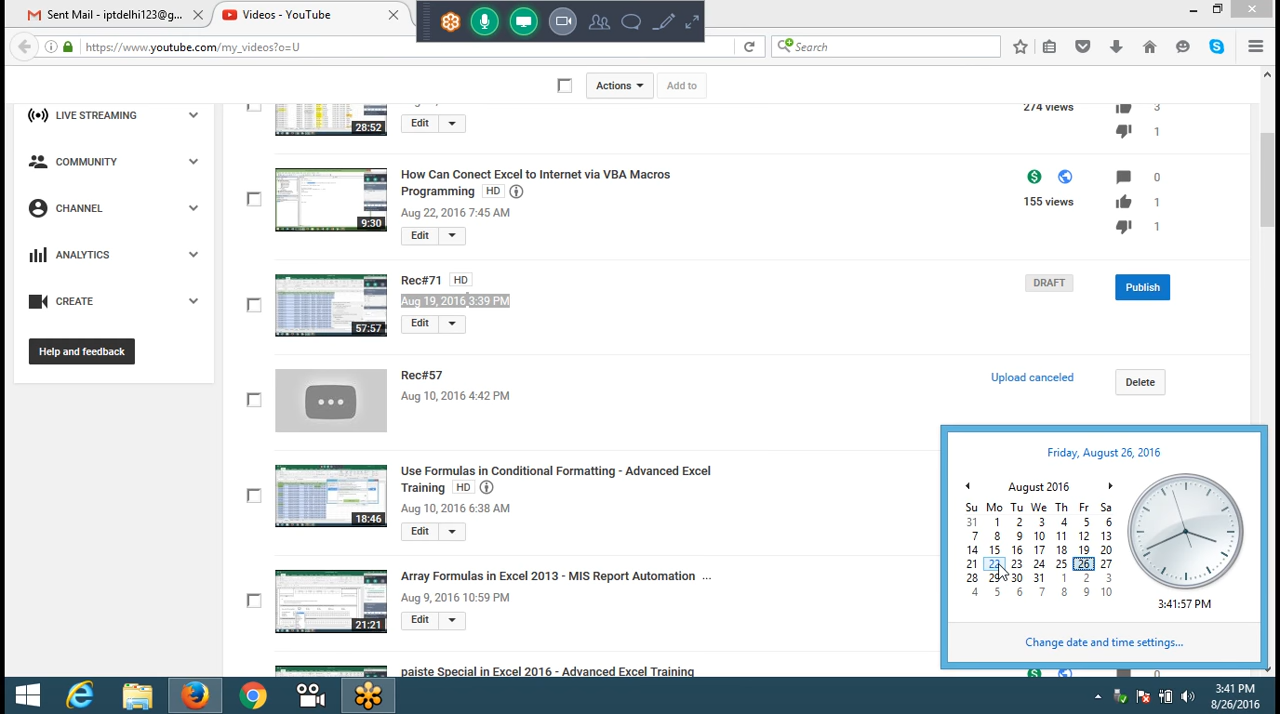 Sent Mail - iptdelhi123@g...
Videos - YouTube
https://www.youtube.com/my_videos?o=U
Search
Actions
Add to
LIVE STREAMING
COMMUNITY
CHANNEL
ANALYTICS
CREATE
Help and feedback
28:52
Edit
274 views
3
1
How Can Conect Excel to Internet via VBA Macros
Programming HD
Aug 22, 2016 7:45 AM
9:30
Edit
155 views
0
1
1
Rec#71 HD
Aug 19, 2016 3:39 PM
57:57
Edit
DRAFT
Publish
Rec#57
Aug 10, 2016 4:42 PM
Upload canceled
Delete
Use Formulas in Conditional Formatting - Advanced Excel
Training HD
Aug 10, 2016 6:38 AM
18:46
Edit
Array Formulas in Excel 2013 - MIS Report Automation ...
Aug 9, 2016 10:59 PM
21:21
Edit
paiste Special in Excel 2016 - Advanced Excel Training
Friday, August 26, 2016
August 2016
Su Mo Tu We Th Fr Sa
31 1 2 3 4 5 6
7 8 9 10 11 12 13
14 15 16 17 18 19 20
21 22 23 24 25 26 27
28 29 30 31 1 2 3
4 5 6 7 8 9 10
3:41:57 PM
Change date and time settings...
3:41 PM
8/26/2016